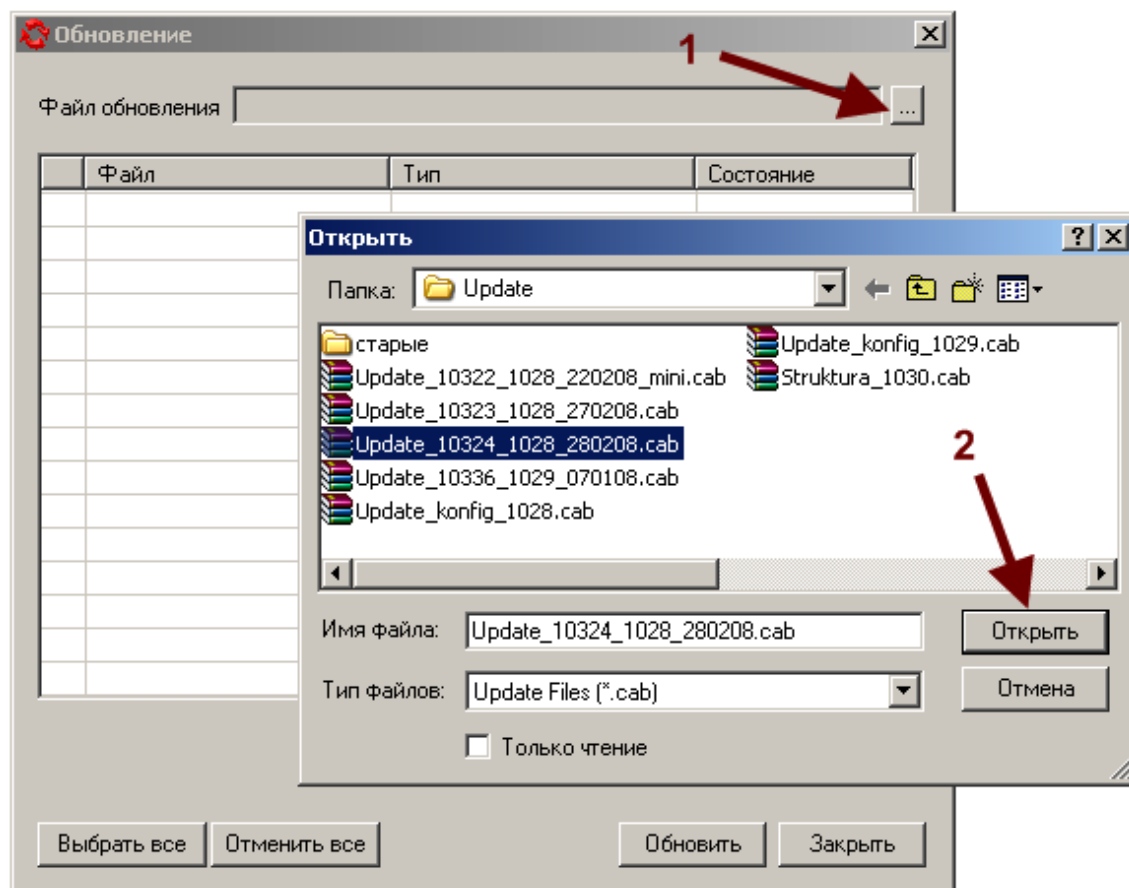 Обновление
1
Файл обновления
...
Файл Тип Состояние
Открыть
Папка: Update
старые
Update_10322_1028_220208_mini.cab
Update_10323_1028_270208.cab
Update_10324_1028_280208.cab
Update_10336_1029_070108.cab
Update_konfig_1028.cab
Update_konfig_1029.cab
Struktura_1030.cab
2
Имя файла: Update_10324_1028_280208.cab Открыть
Тип файлов: Update Files (*.cab) Отмена
Только чтение
Выбрать все Отменить все Обновить Закрыть